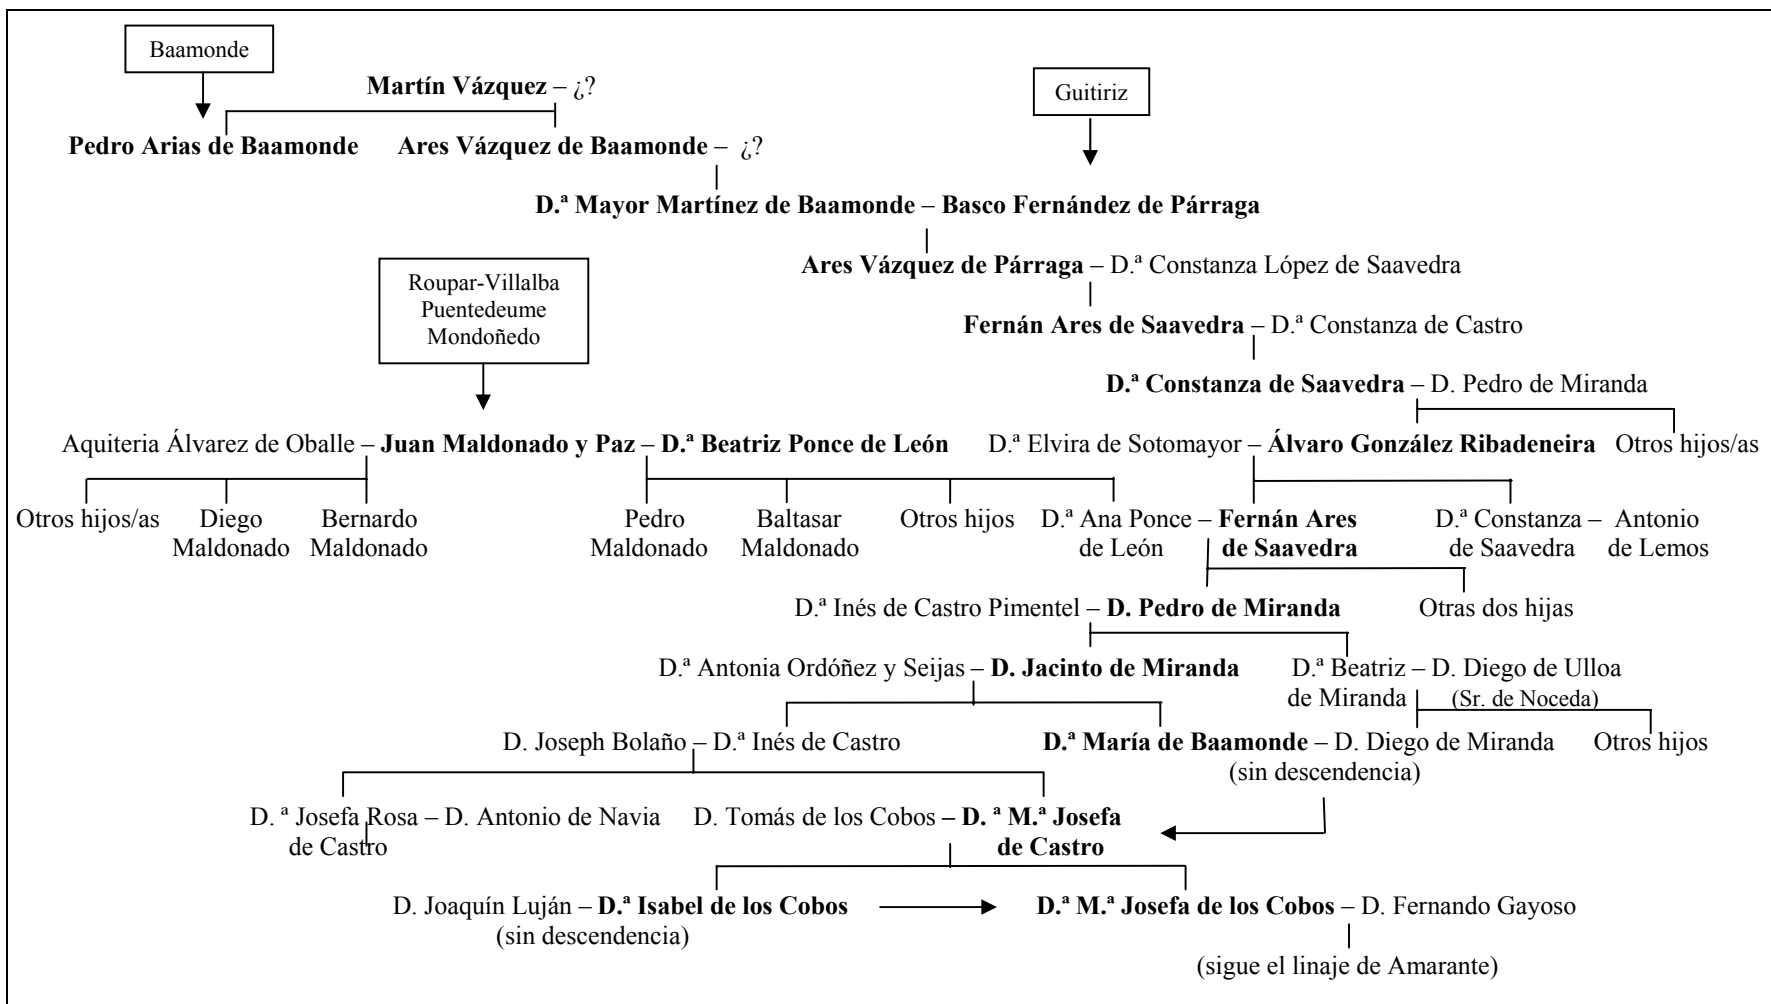 Baamonde
Martín Vázquez – ¿?
Guitiriz
Pedro Arias de Baamonde Ares Vázquez de Baamonde – ¿?
D.ª Mayor Martínez de Baamonde – Basco Fernández de Párraga
Ares Vázquez de Párraga – D.ª Constanza López de Saavedra
Roupar-Villalba
Puentedeume
Mondoñedo
Fernán Ares de Saavedra – D.ª Constanza de Castro
D.ª Constanza de Saavedra – D. Pedro de Miranda
Aquiteria Álvarez de Oballe – Juan Maldonado y Paz – D.ª Beatriz Ponce de León D.ª Elvira de Sotomayor – Álvaro González Ribadeneira Otros hijos/as
Otros hijos/as Diego Bernardo Pedro Baltasar Otros hijos D.ª Ana Ponce – Fernán Ares D.ª Constanza – Antonio
Maldonado Maldonado Maldonado Maldonado de León de Saavedra de Saavedra de Lemos
D.ª Inés de Castro Pimentel – D. Pedro de Miranda Otras dos hijas
D.ª Antonia Ordóñez y Seijas – D. Jacinto de Miranda D.ª Beatriz – D. Diego de Ulloa
de Miranda (Sr. de Noceda)
D. Joseph Bolaño – D.ª Inés de Castro D.ª María de Baamonde – D. Diego de Miranda Otros hijos
(sin descendencia)
D. ª Josefa Rosa – D. Antonio de Navia D. Tomás de los Cobos – D. ª M.ª Josefa
de Castro de Castro
D. Joaquín Luján – D.ª Isabel de los Cobos D.ª M.ª Josefa de los Cobos – D. Fernando Gayoso
(sin descendencia)
(sigue el linaje de Amarante)